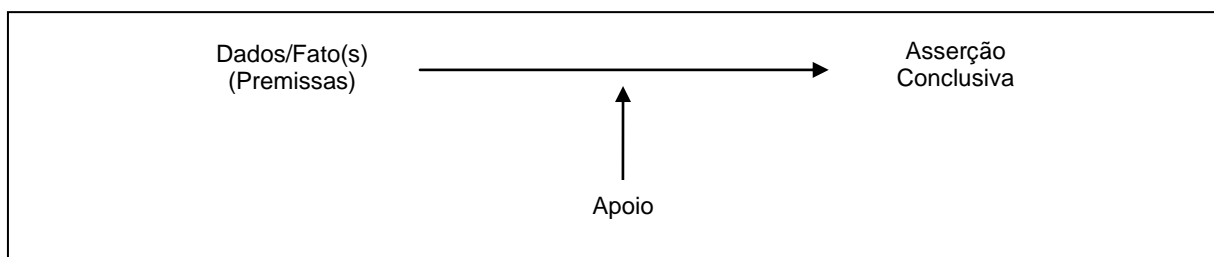 Dados/Fato(s)
(Premissas)
Asserção
Conclusiva
Apoio